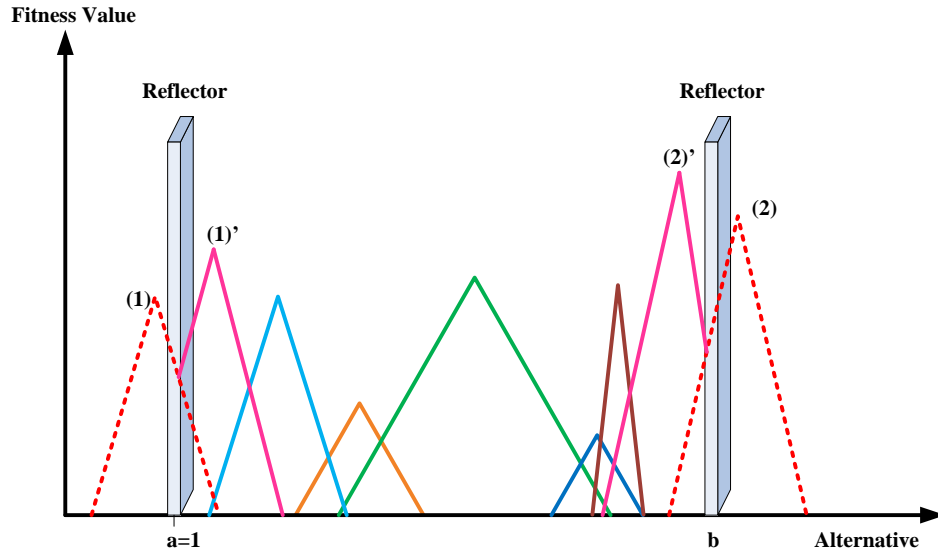 Fitness Value
Reflector
Reflector
(2)’
(2)
(1)’
(1)
a=1
b
Alternative